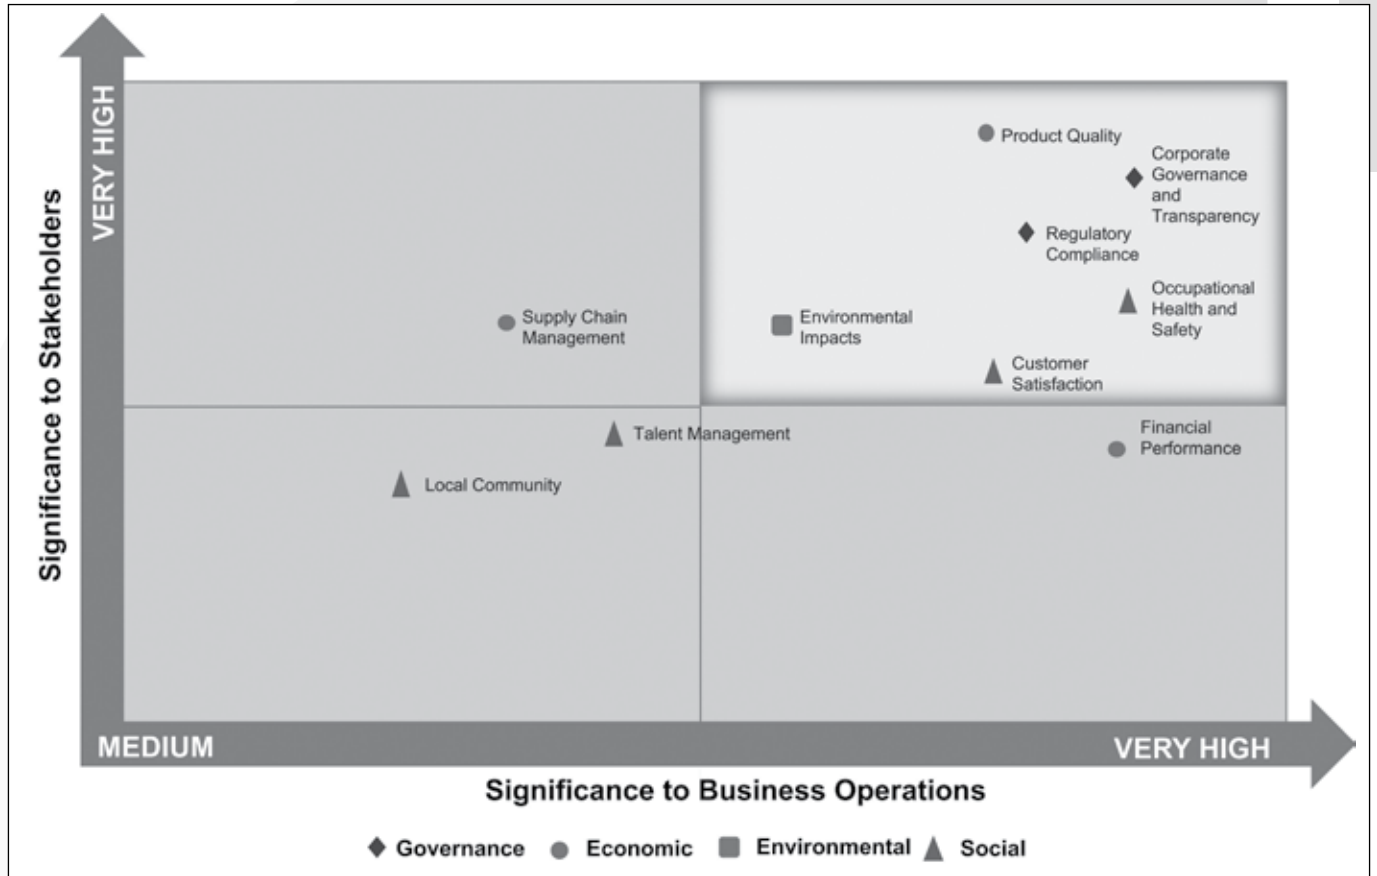 VERY HIGH
Significance to Stakeholders
Product Quality
Corporate
Governance
and
Transparency
Regulatory
Compliance
Occupational
Health and
Safety
Supply Chain
Management
Environmental
Impacts
Customer
Satisfaction
Talent Management
Financial
Performance
Local Community
MEDIUM
VERY HIGH
Significance to Business Operations
Governance
Economic
Environmental
Social